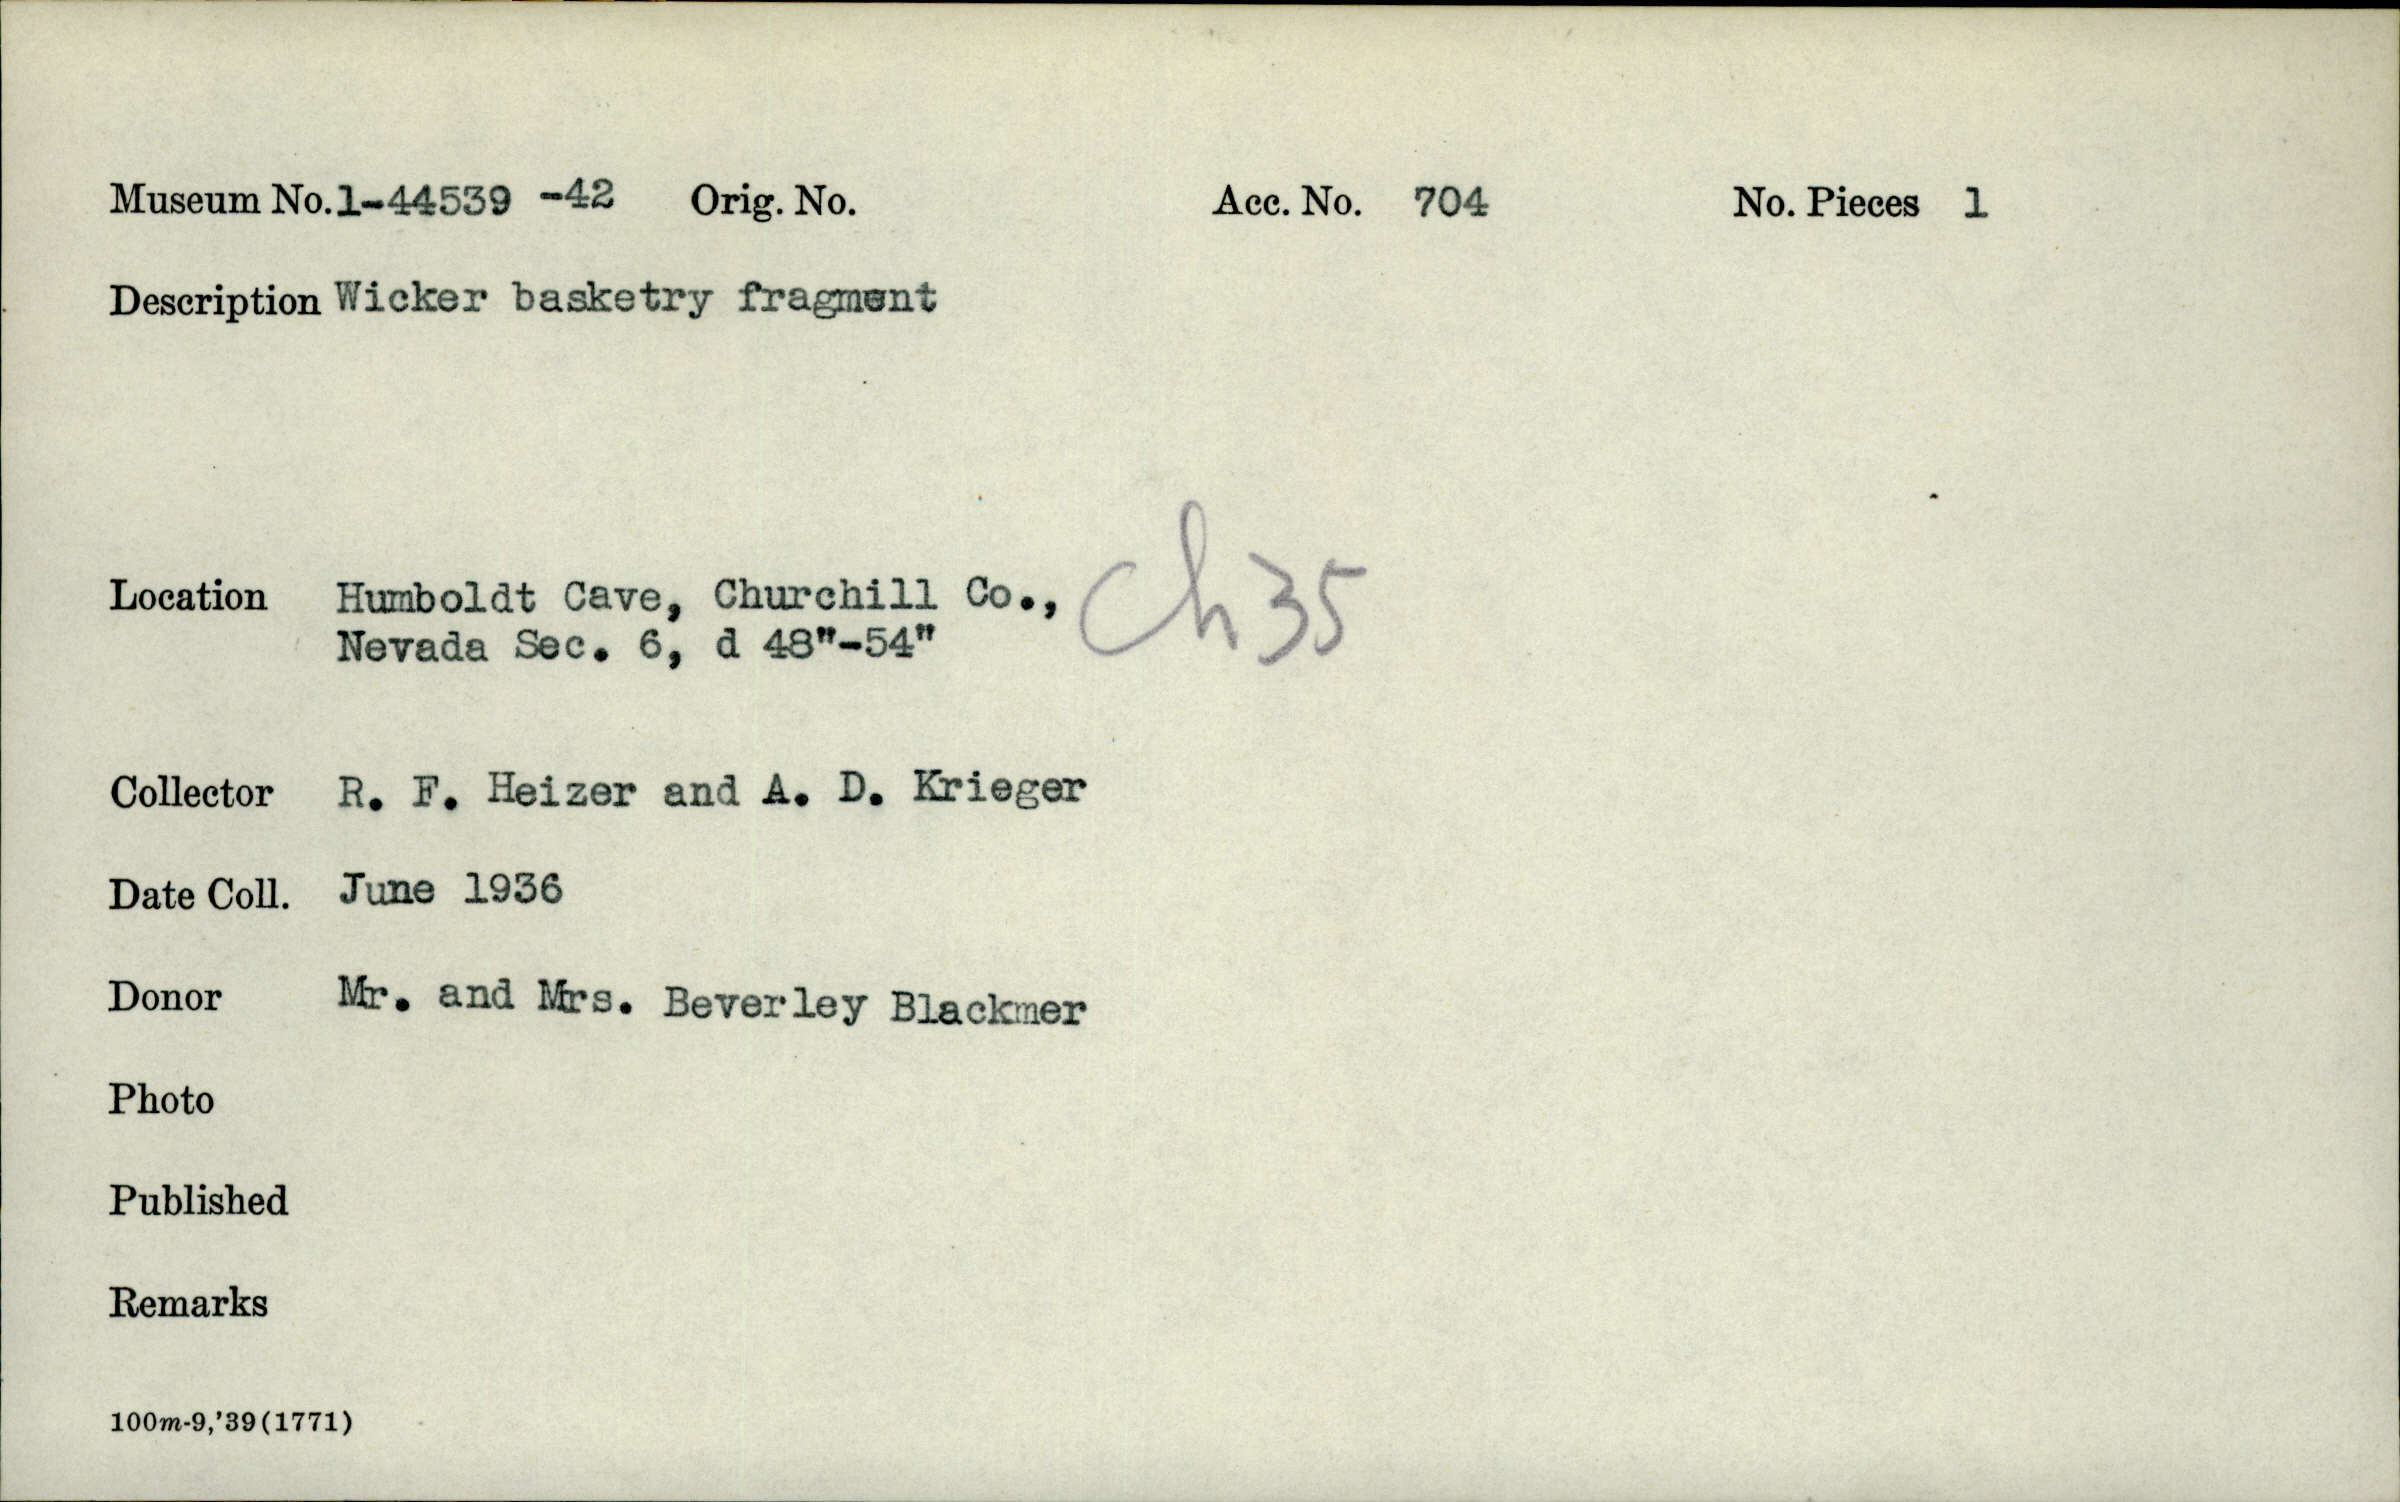 Museum No. 1-44539 -42 Orig. No. Acc. No. 704 No. Pieces 1
Description Wicker basketry fragment
Location Humboldt Cave, Churchill Co.,
Nevada Sec. 6, d 48"-54"
Ch35
Collector R. F. Heizer and A. D. Krieger
Date Coll. June 1936
Donor Mr. and Mrs. Beverley Blackmer
Photo
Published
Remarks
100m-9,'39(1771)